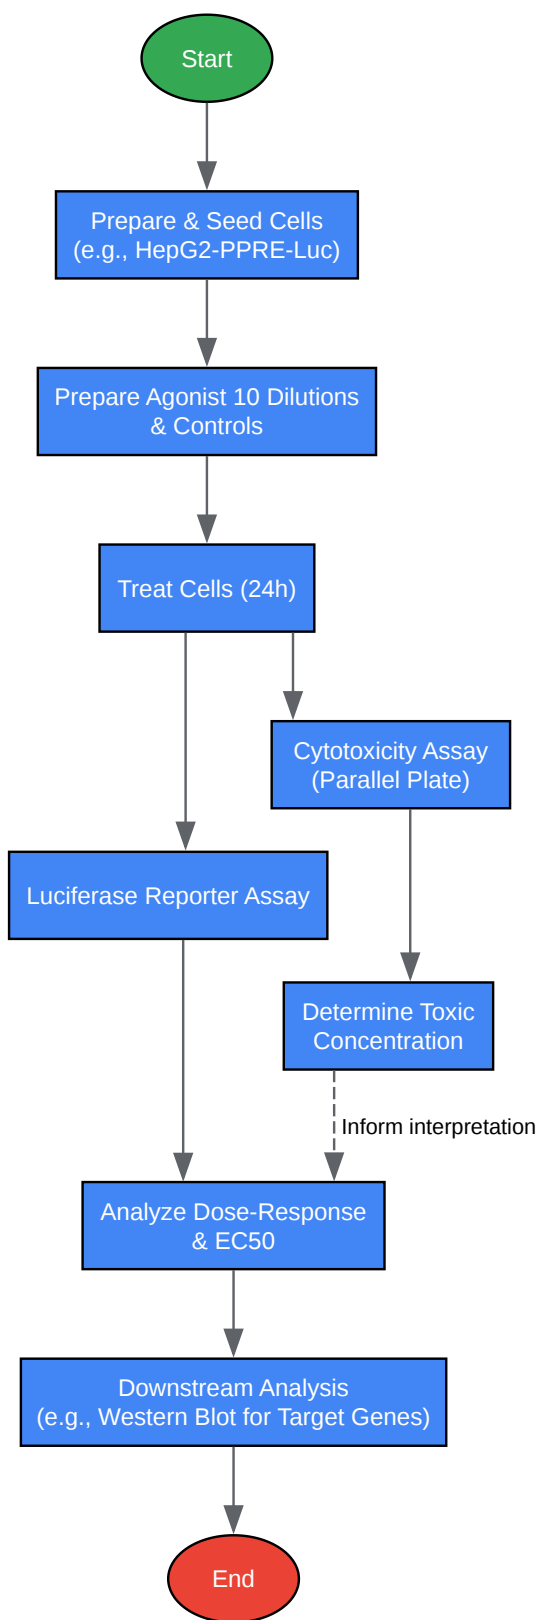 Start
Prepare & Seed Cells
(e.g., HepG2-PPRE-Luc)
Prepare Agonist 10 Dilutions
& Controls
Treat Cells (24h)
Cytotoxicity Assay
(Parallel Plate)
Luciferase Reporter Assay
Determine Toxic
Concentration
Inform interpretation
Analyze Dose-Response
& EC50
Downstream Analysis
(e.g., Western Blot for Target Genes)
End